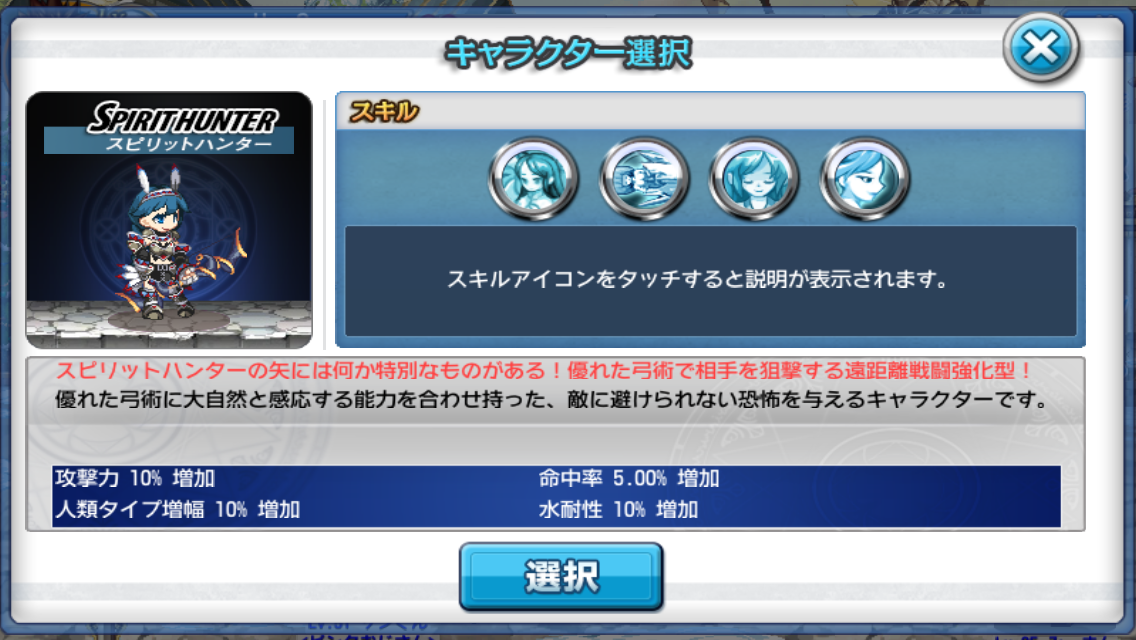 キャラクター選択
SPIRITHUNTER
スピリットハンター
スキル
スキルアイコンをタッチすると説明が表示されます。
スピリットハンターの矢には何か特別なものがある！優れた弓術で相手を狙撃する遠距離戦闘強化型！
優れた弓術に大自然と感応する能力を合わせ持った、敵に避けられない恐怖を与えるキャラクターです。
攻撃力 10% 増加
命中率 5.00% 増加
人類タイプ増幅 10% 増加
水耐性 10% 増加
選択